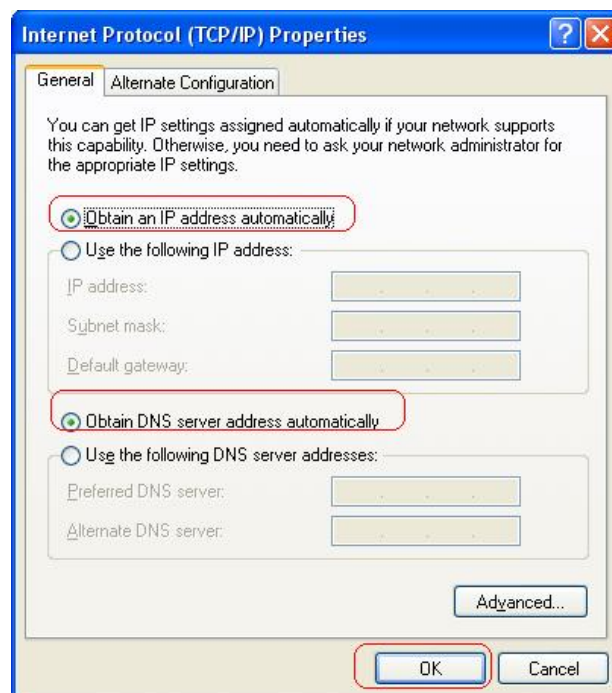 Internet Protocol (TCP/IP) Properties
General
Alternate Configuration
You can get IP settings assigned automatically if your network supports
this capability. Otherwise, you need to ask your network administrator for
the appropriate IP settings.
Obtain an IP address automatically
Use the following IP address:
IP address:
Subnet mask:
Default gateway:
Obtain DNS server address automatically
Use the following DNS server addresses:
Preferred DNS server:
Alternate DNS server:
Advanced...
OK
Cancel